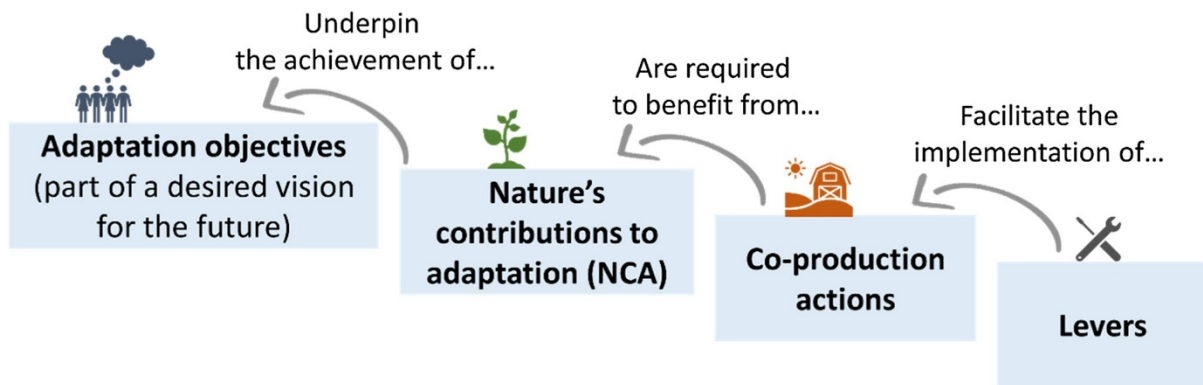 Underpin
the achievement of...
Are required
to benefit from...
Facilitate the
implementation of...
Adaptation objectives
(part of a desired vision
for the future)
Nature's
contributions to
adaptation (NCA)
Co-production
actions
Levers